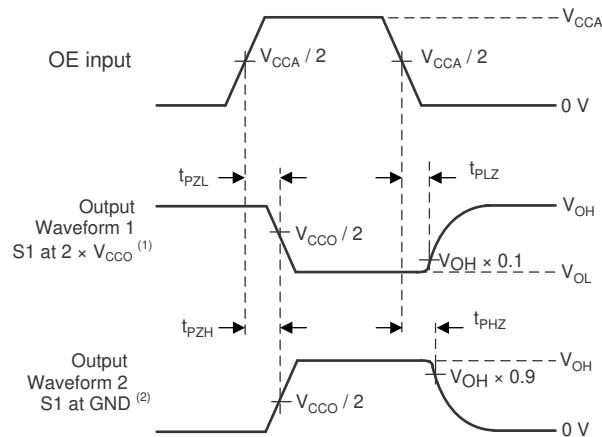 V_CCA
OE input
V_CCA / 2
V_CCA / 2
0 V
t_PZL
t_PLZ
Output
Waveform 1
S1 at 2 × V_CCO (1)
V_CCO / 2
V_OH
V_OH × 0.1
V_OL
t_PZH
t_PHZ
Output
Waveform 2
S1 at GND (2)
V_CCO / 2
V_OH
V_OH × 0.9
0 V